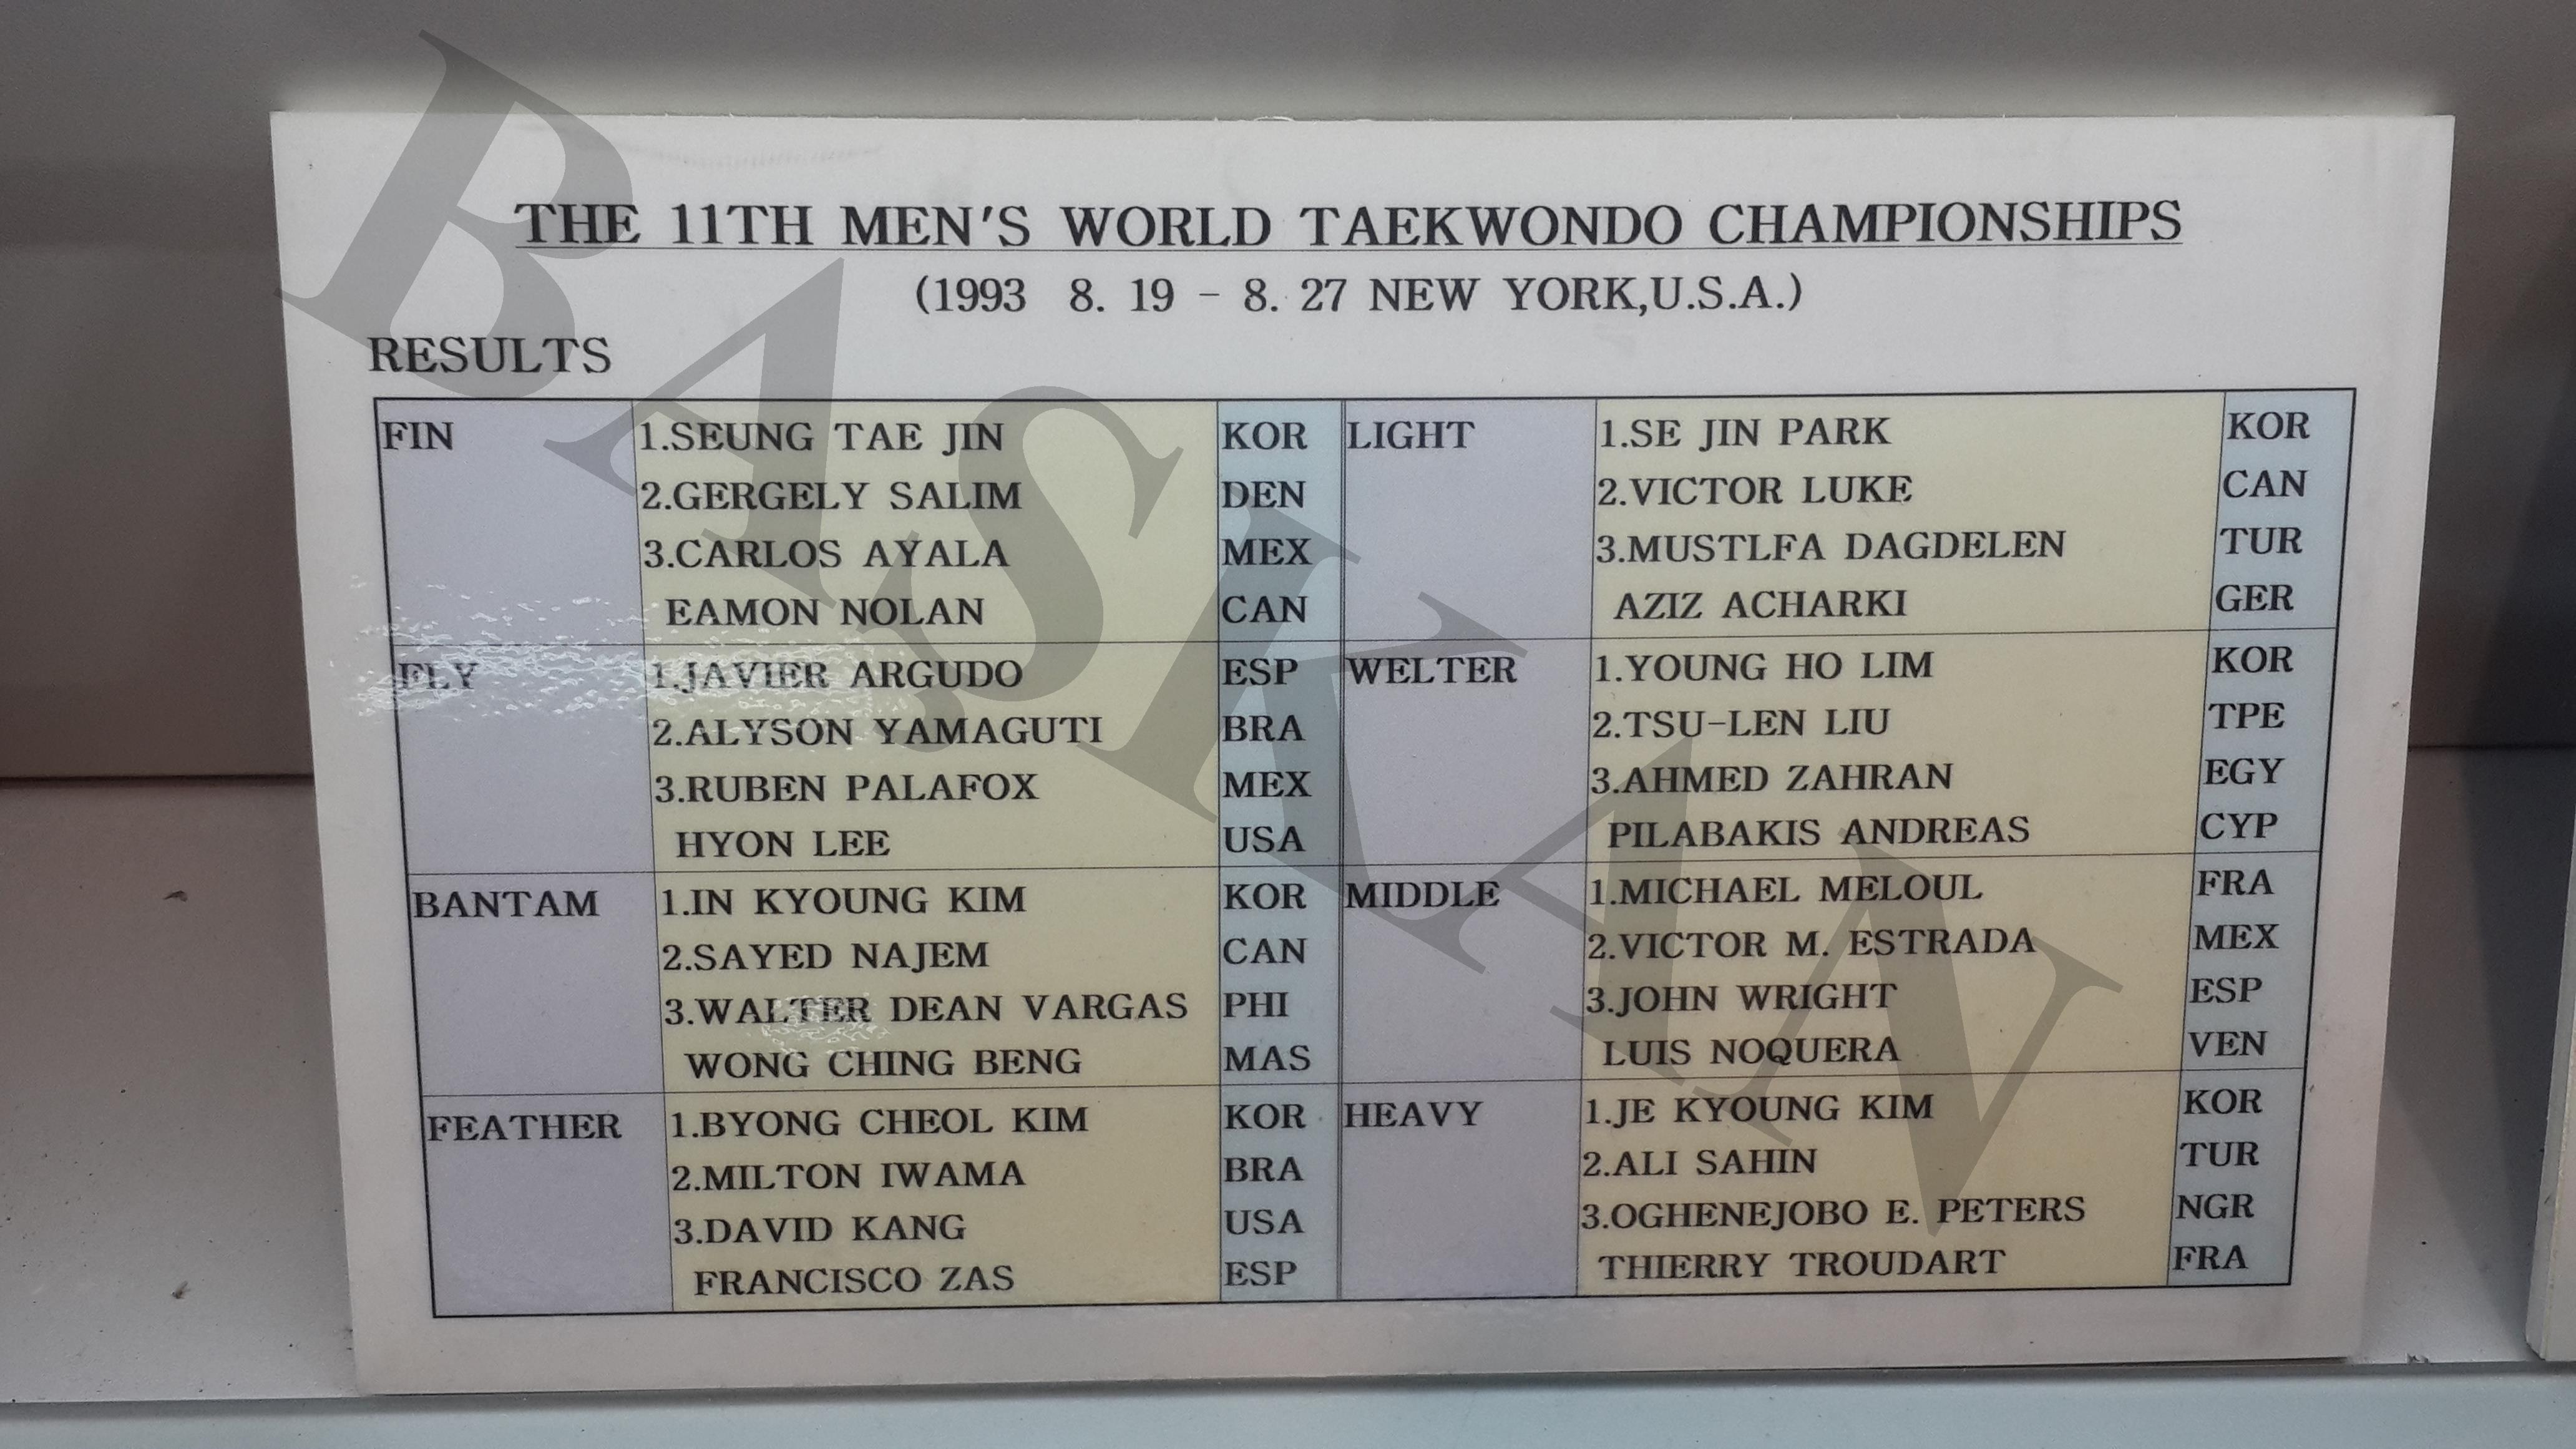 THE 11TH MEN'S WORLD TAEKWONDO CHAMPIONSHIPS
(1993 8. 19 - 8. 27 NEW YORK,U.S.A.)
RESULTS
FIN 1.SEUNG TAE JIN KOR
2.GERGELY SALIM DEN
3.CARLOS AYALA MEX
EAMON NOLAN CAN
FLY 1.JAVIER ARGUDO ESP
2.ALYSON YAMAGUTI BRA
3.RUBEN PALAFOX MEX
HYON LEE USA
BANTAM 1.IN KYOUNG KIM KOR
2.SAYED NAJEM CAN
3.WALTER DEAN VARGAS PHI
WONG CHING BENG MAS
FEATHER 1.BYONG CHEOL KIM KOR
2.MILTON IWAMA BRA
3.DAVID KANG USA
FRANCISCO ZAS ESP
LIGHT 1.SE JIN PARK KOR
2.VICTOR LUKE CAN
3.MUSTLFA DAGDELEN TUR
AZIZ ACHARKI GER
WELTER 1.YOUNG HO LIM KOR
2.TSU-LEN LIU TPE
3.AHMED ZAHRAN EGY
PILABAKIS ANDREAS CYP
MIDDLE 1.MICHAEL MELOUL FRA
2.VICTOR M. ESTRADA MEX
3.JOHN WRIGHT ESP
LUIS NOQUERA VEN
HEAVY 1.JE KYOUNG KIM KOR
2.ALI SAHIN TUR
3.OGHENEJOBO E. PETERS NGR
THIERRY TROUDART FRA
BASKAN